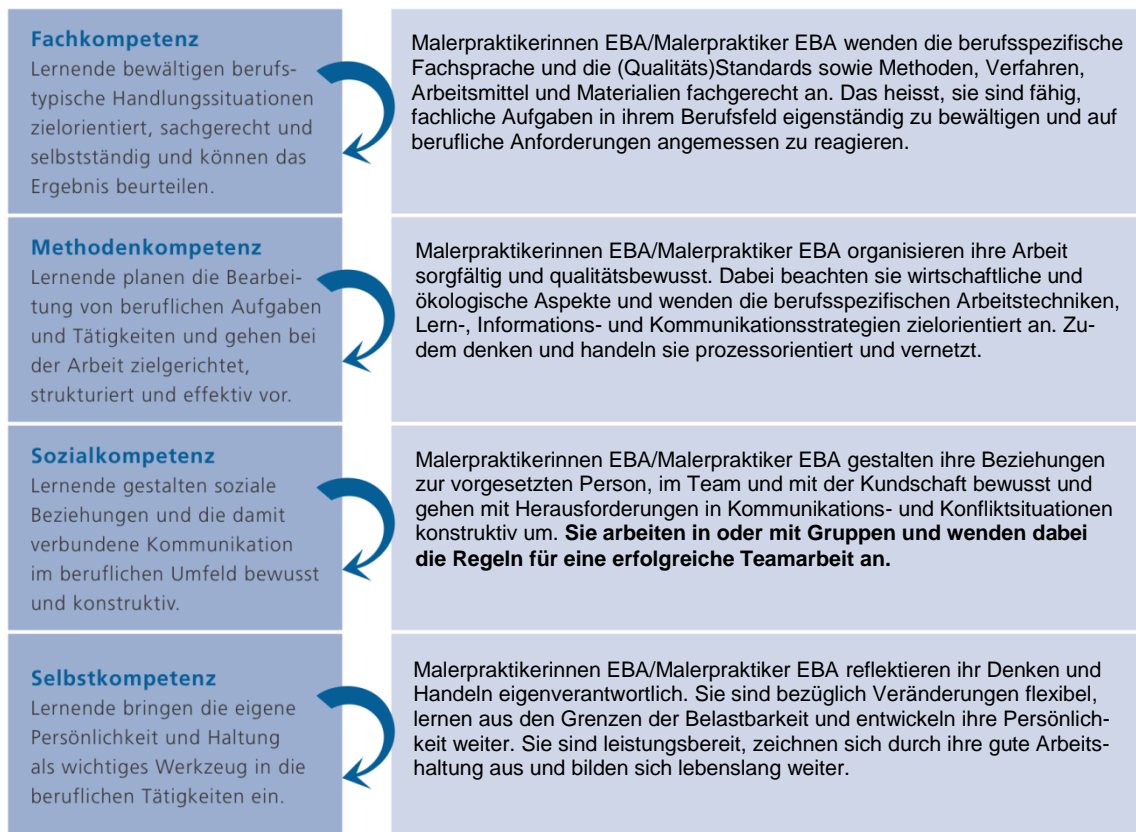 Fachkompetenz
Lernende bewältigen berufs-
typische Handlungssituationen
zielorientiert, sachgerecht und
selbstständig und können das
Ergebnis beurteilen.
Malerpraktikerinnen EBA/Malerpraktiker EBA wenden die berufsspezifische
Fachsprache und die (Qualitäts)Standards sowie Methoden, Verfahren,
Arbeitsmittel und Materialien fachgerecht an. Das heisst, sie sind fähig,
fachliche Aufgaben in ihrem Berufsfeld eigenständig zu bewältigen und auf
berufliche Anforderungen angemessen zu reagieren.
Methodenkompetenz
Lernende planen die Bearbei-
tung von beruflichen Aufgaben
und Tätigkeiten und gehen bei
der Arbeit zielgerichtet,
strukturiert und effektiv vor.
Malerpraktikerinnen EBA/Malerpraktiker EBA organisieren ihre Arbeit
sorgfältig und qualitätsbewusst. Dabei beachten sie wirtschaftliche und
ökologische Aspekte und wenden die berufsspezifischen Arbeitstechniken,
Lern-, Informations- und Kommunikationsstrategien zielorientiert an. Zu-
dem denken und handeln sie prozessorientiert und vernetzt.
Sozialkompetenz
Lernende gestalten soziale
Beziehungen und die damit
verbundene Kommunikation
im beruflichen Umfeld bewusst
und konstruktiv.
Malerpraktikerinnen EBA/Malerpraktiker EBA gestalten ihre Beziehungen
zur vorgesetzten Person, im Team und mit der Kundschaft bewusst und
gehen mit Herausforderungen in Kommunikations- und Konfliktsituationen
konstruktiv um. Sie arbeiten in oder mit Gruppen und wenden dabei
die Regeln für eine erfolgreiche Teamarbeit an.
Selbstkompetenz
Lernende bringen die eigene
Persönlichkeit und Haltung
als wichtiges Werkzeug in die
beruflichen Tätigkeiten ein.
Malerpraktikerinnen EBA/Malerpraktiker EBA reflektieren ihr Denken und
Handeln eigenverantwortlich. Sie sind bezüglich Veränderungen flexibel,
lernen aus den Grenzen der Belastbarkeit und entwickeln ihre Persönlich-
keit weiter. Sie sind leistungsbereit, zeichnen sich durch ihre gute Arbeits-
haltung aus und bilden sich lebenslang weiter.